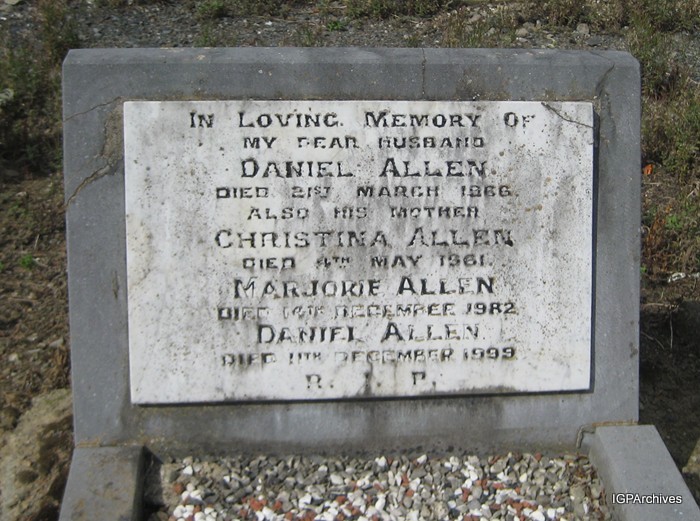 IN LOVING MEMORY OF
MY DEAR HUSBAND
DANIEL ALLEN
DIED 21ST MARCH 1966.
ALSO HIS MOTHER
CHRISTINA ALLEN
DIED 4TH MAY 1961.
MARJORIE ALLEN
DIED 14TH DECEMBER 1982
DANIEL ALLEN
DIED 11TH DECEMBER 1999
R. I. P.
IGPArchives